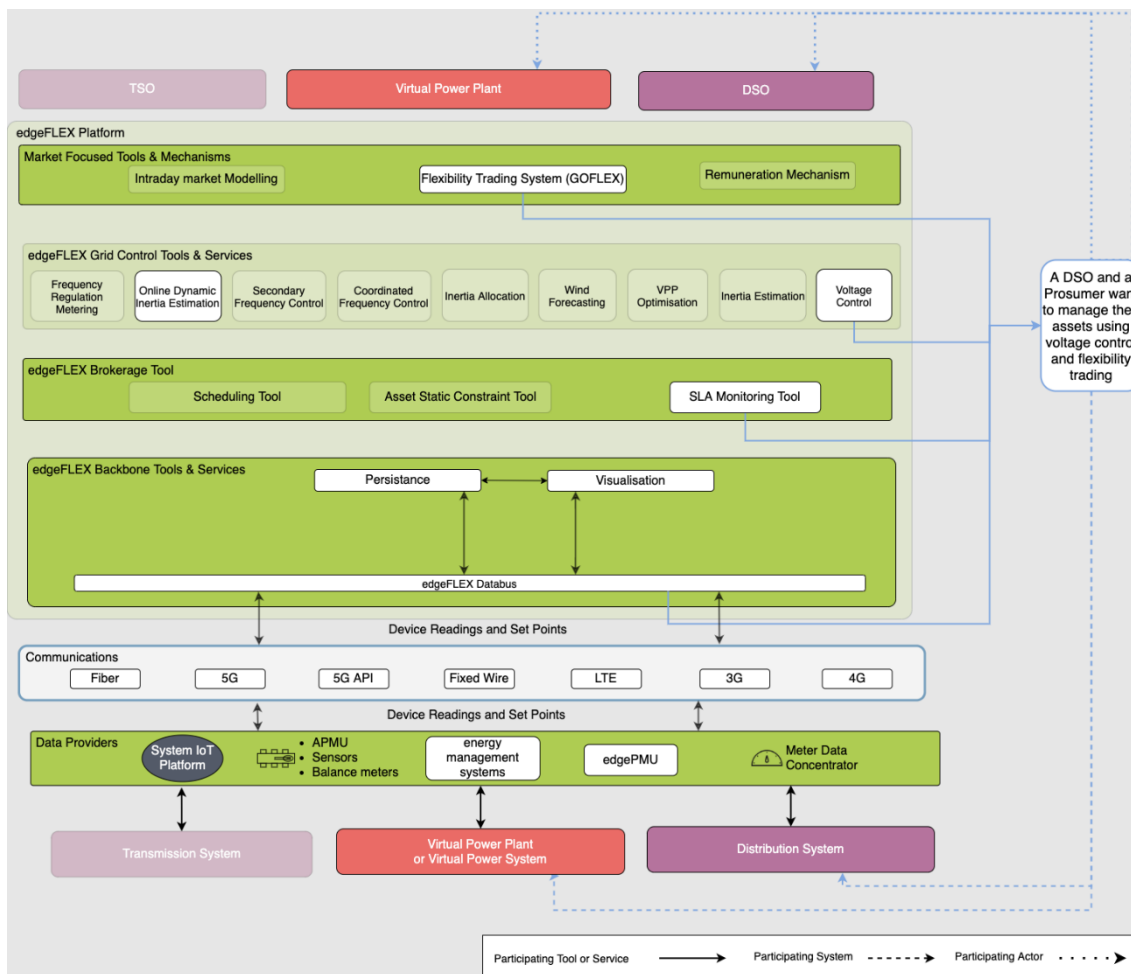 TSO
Virtual Power Plant
DSO
edgeFLEX Platform
Market Focused Tools & Mechanisms
Intraday market Modelling
Flexibility Trading System (GOFLEX)
Remuneration Mechanism
edgeFLEX Grid Control Tools & Services
Frequency
Regulation
Metering
Online Dynamic
Inertia Estimation
Secondary
Frequency Control
Coordinated
Frequency Control
Inertia Allocation
Wind
Forecasting
VPP
Optimisation
Inertia Estimation
Voltage
Control
A DSO and a
Prosumer wan
to manage the
assets using
voltage contro
and flexibility
trading
edgeFLEX Brokerage Tool
Scheduling Tool
Asset Static Constraint Tool
SLA Monitoring Tool
edgeFLEX Backbone Tools & Services
Persistance
Visualisation
edgeFLEX Databus
Device Readings and Set Points
Communications
Fiber
5G
5G API
Fixed Wire
LTE
3G
4G
Device Readings and Set Points
Data Providers
System IoT
Platform
• APMU
• Sensors
• Balance meters
energy
management
systems
edgePMU
Meter Data
Concentrator
Transmission System
Virtual Power Plant
or Virtual Power System
Distribution System
Participating Tool or Service
Participating System
Participating Actor